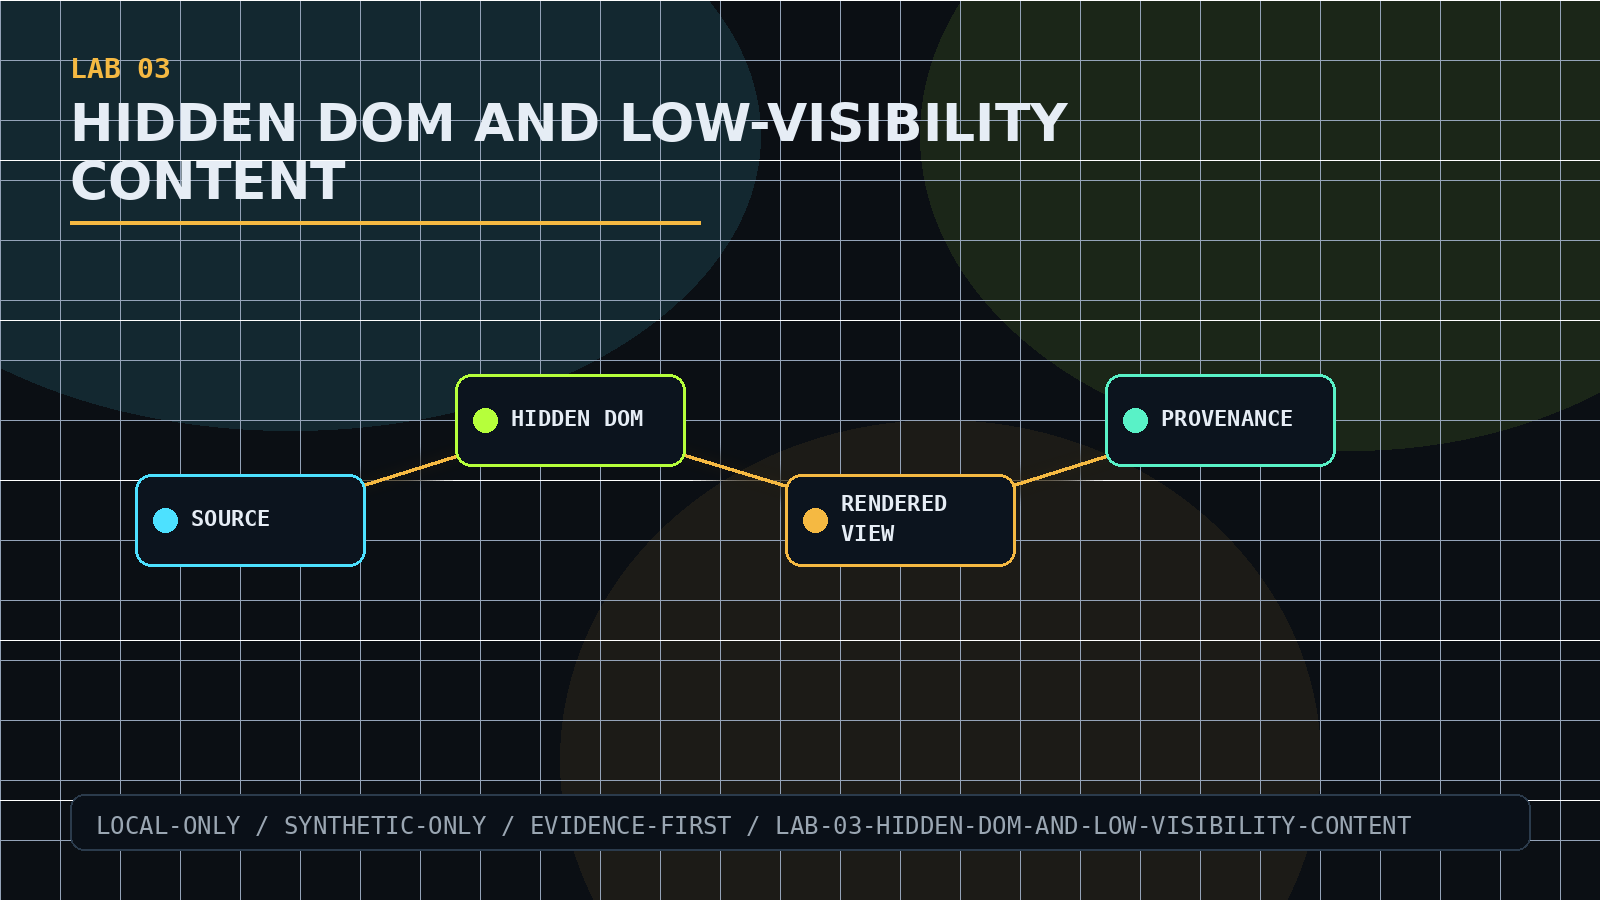 LAB 03
HIDDEN DOM AND LOW-VISIBILITY
CONTENT
HIDDEN DOM
PROVENANCE
SOURCE
RENDERED
VIEW
LOCAL-ONLY / SYNTHETIC-ONLY / EVIDENCE-FIRST / LAB-03-HIDDEN-DOM-AND-LOW-VISIBILITY-CONTENT